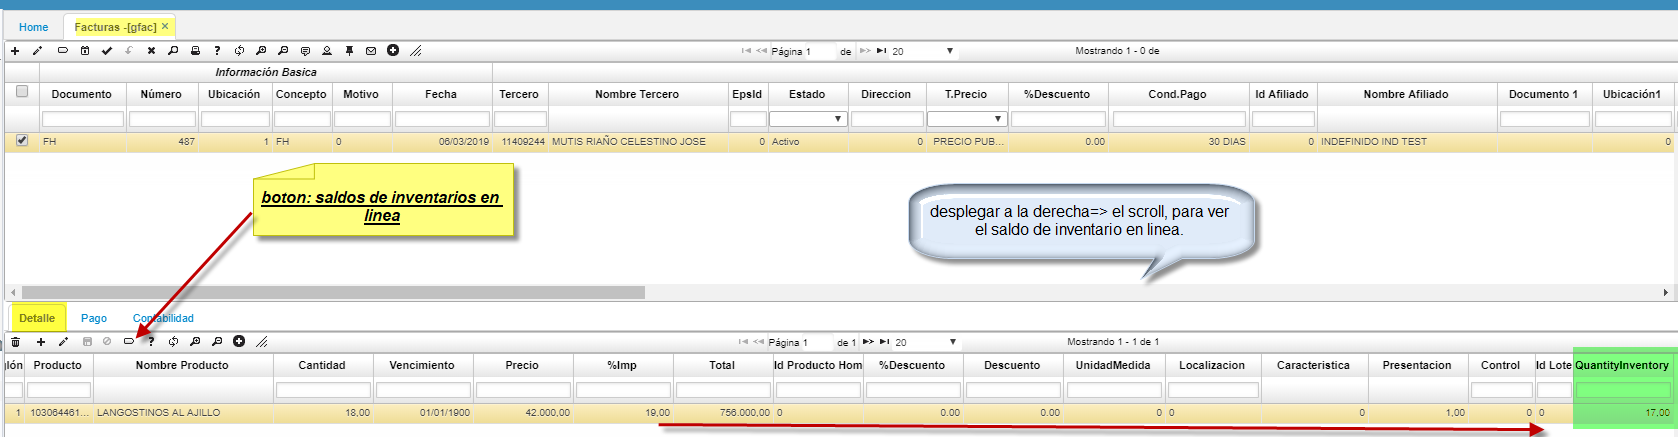 Home Facturas -[gfac] ×
Página 1 de 20 Mostrando 1 - 0 de
Información Basica
Documento Número Ubicación Concepto Motivo Fecha Tercero Nombre Tercero EpsId Estado Direccion T.Precio %Descuento Cond.Pago Id Afiliado Nombre Afiliado Documento 1 Ubicación1
FH 487 1 FH 0 06/03/2019 11409244 MUTIS RIAÑO CELESTINO JOSE 0 Activo 0 PRECIO PUB... 0.00 30 DIAS 0 INDEFINIDO IND TEST 0
boton: saldos de inventarios en
linea
desplegar a la derecha=> el scroll, para ver
el saldo de inventario en linea.
Detalle Pago Contabilidad
Página 1 de 1 20 Mostrando 1 - 1 de 1
glón Producto Nombre Producto Cantidad Vencimiento Precio %Imp Total Id Producto Hom %Descuento Descuento UnidadMedida Localizacion Caracteristica Presentacion Control Id Lote QuantityInventory
1 103064461... LANGOSTINOS AL AJILLO 18,00 01/01/1900 42.000,00 19,00 756.000,00 0 0.00 0.00 0 0 0 1,00 0 0 17,00